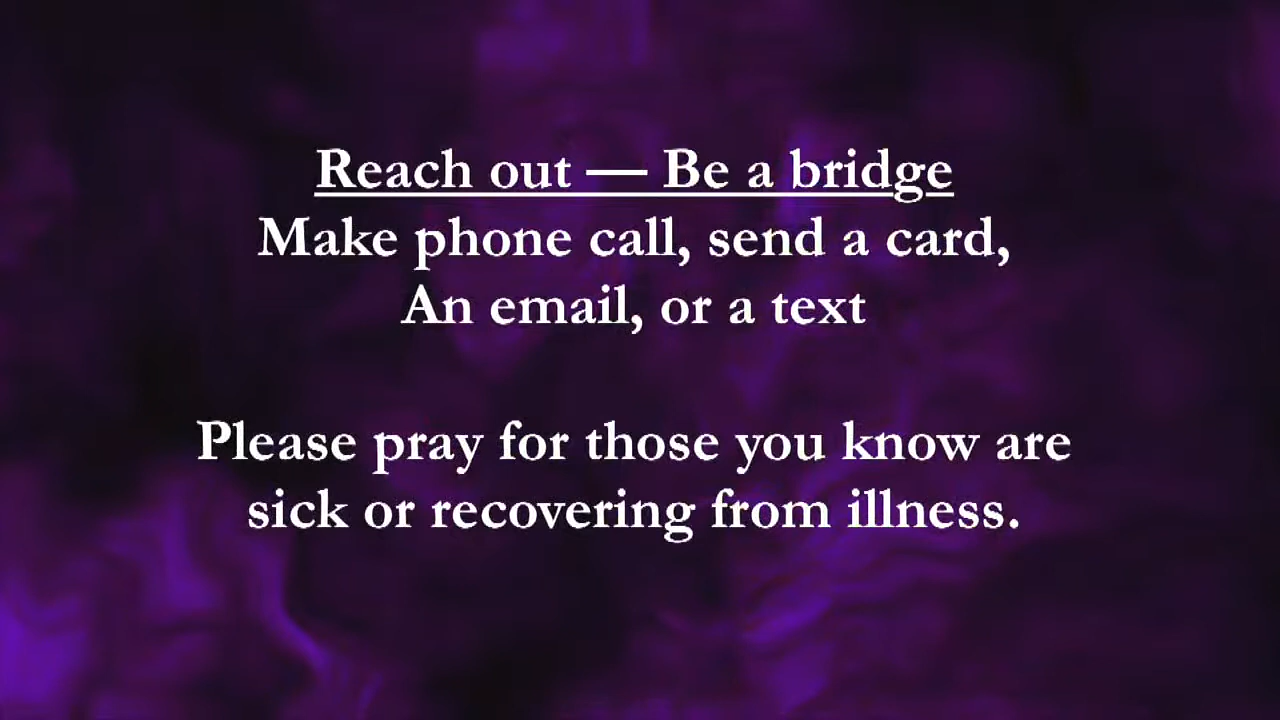 Reach out — Be a bridge
Make phone call, send a card,
An email, or a text
Please pray for those you know are
sick or recovering from illness.